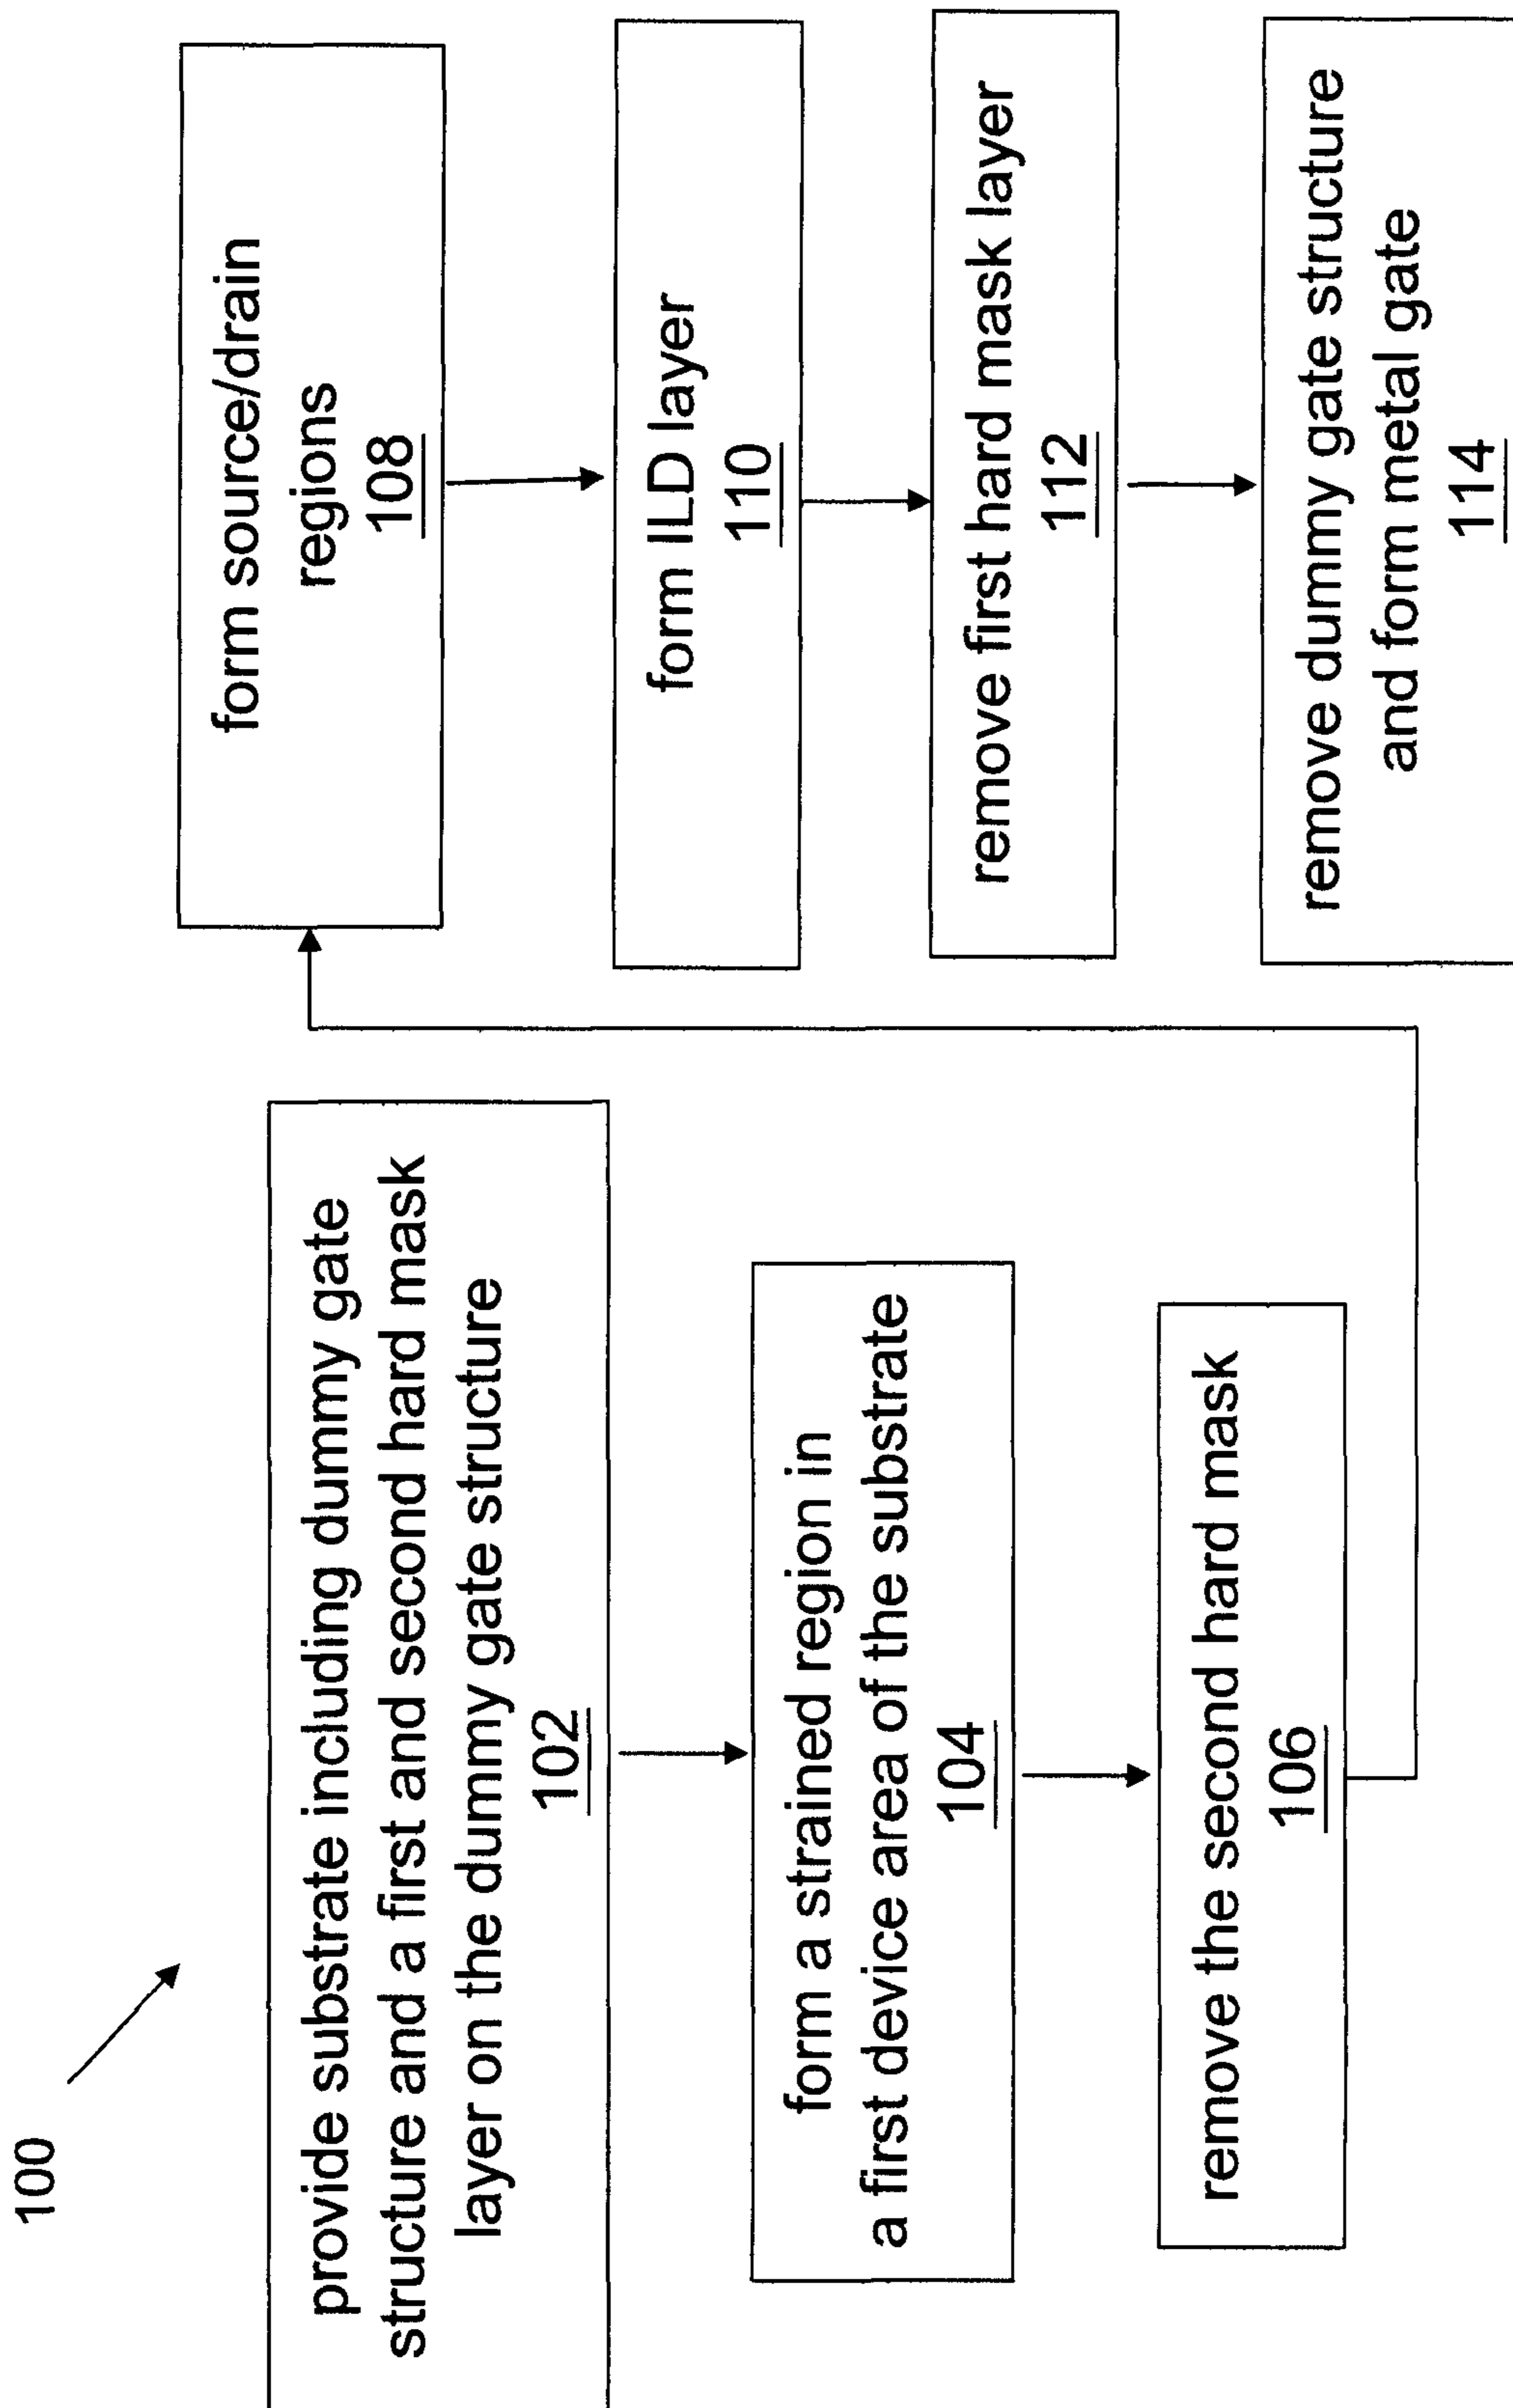 100
provide substrate including dummy gate
structure and a first and second hard mask
layer on the dummy gate structure
102
form a strained region in
a first device area of the substrate
104
remove the second hard mask
106
form source/drain
regions
108
form ILD layer
110
remove first hard mask layer
112
remove dummy gate structure
and form metal gate
114